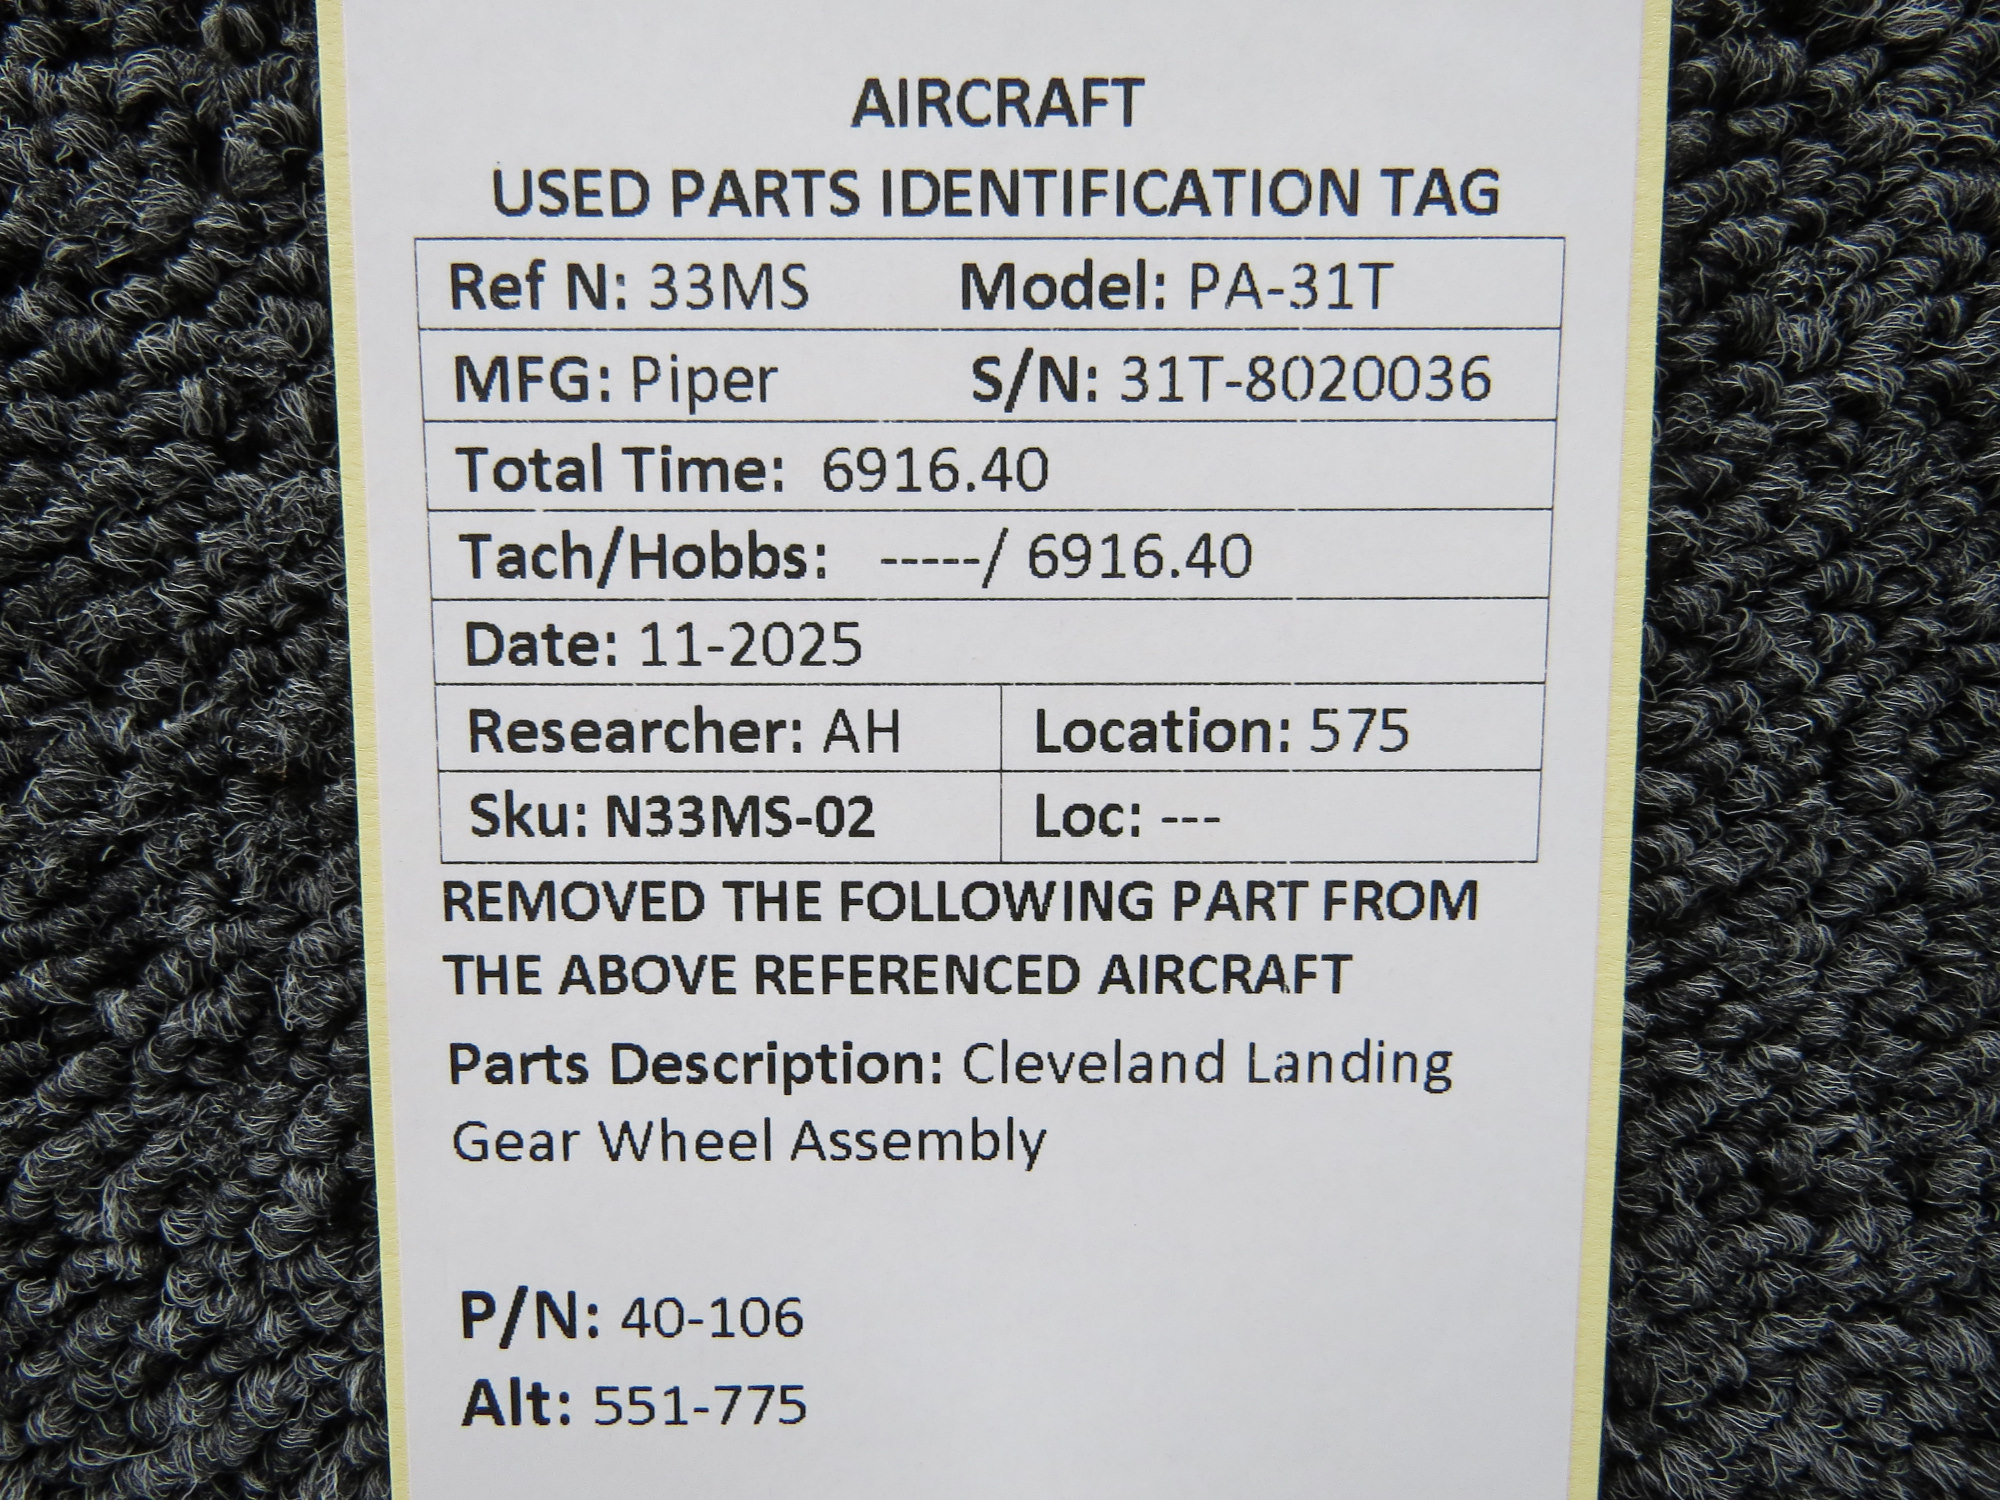 AIRCRAFT
USED PARTS IDENTIFICATION TAG
Ref N: 33MS Model: PA-31T
MFG: Piper S/N: 31T-8020036
Total Time: 6916.40
Tach/Hobbs: -----/ 6916.40
Date: 11-2025
Researcher: AH Location: 575
Sku: N33MS-02 Loc: ---
REMOVED THE FOLLOWING PART FROM
THE ABOVE REFERENCED AIRCRAFT
Parts Description: Cleveland Landing
Gear Wheel Assembly
P/N: 40-106
Alt: 551-775